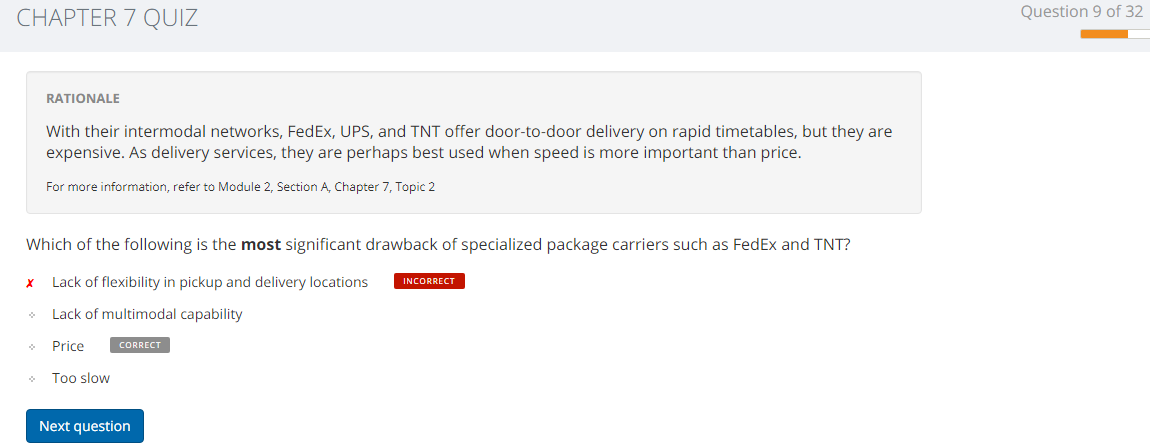 CHAPTER 7 QUIZ
Question 9 of 32
RATIONALE
With their intermodal networks, FedEx, UPS, and TNT offer door-to-door delivery on rapid timetables, but they are
expensive. As delivery services, they are perhaps best used when speed is more important than price.
For more information, refer to Module 2, Section A, Chapter 7, Topic 2
Which of the following is the most significant drawback of specialized package carriers such as FedEx and TNT?
✗ Lack of flexibility in pickup and delivery locations INCORRECT
Lack of multimodal capability
Price CORRECT
Too slow
Next question